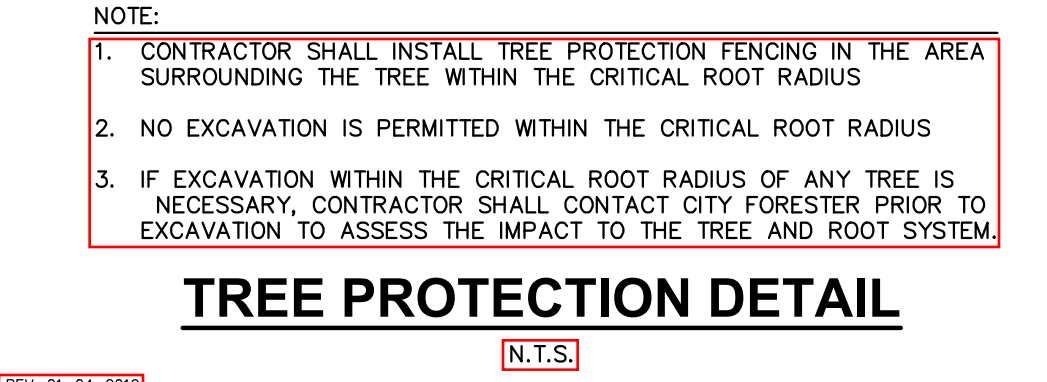 NOTE:
1. CONTRACTOR SHALL INSTALL TREE PROTECTION FENCING IN THE AREA
SURROUNDING THE TREE WITHIN THE CRITICAL ROOT RADIUS
2. NO EXCAVATION IS PERMITTED WITHIN THE CRITICAL ROOT RADIUS
3. IF EXCAVATION WITHIN THE CRITICAL ROOT RADIUS OF ANY TREE IS
NECESSARY, CONTRACTOR SHALL CONTACT CITY FORESTER PRIOR TO
EXCAVATION TO ASSESS THE IMPACT TO THE TREE AND ROOT SYSTEM.
TREE PROTECTION DETAIL
N.T.S.